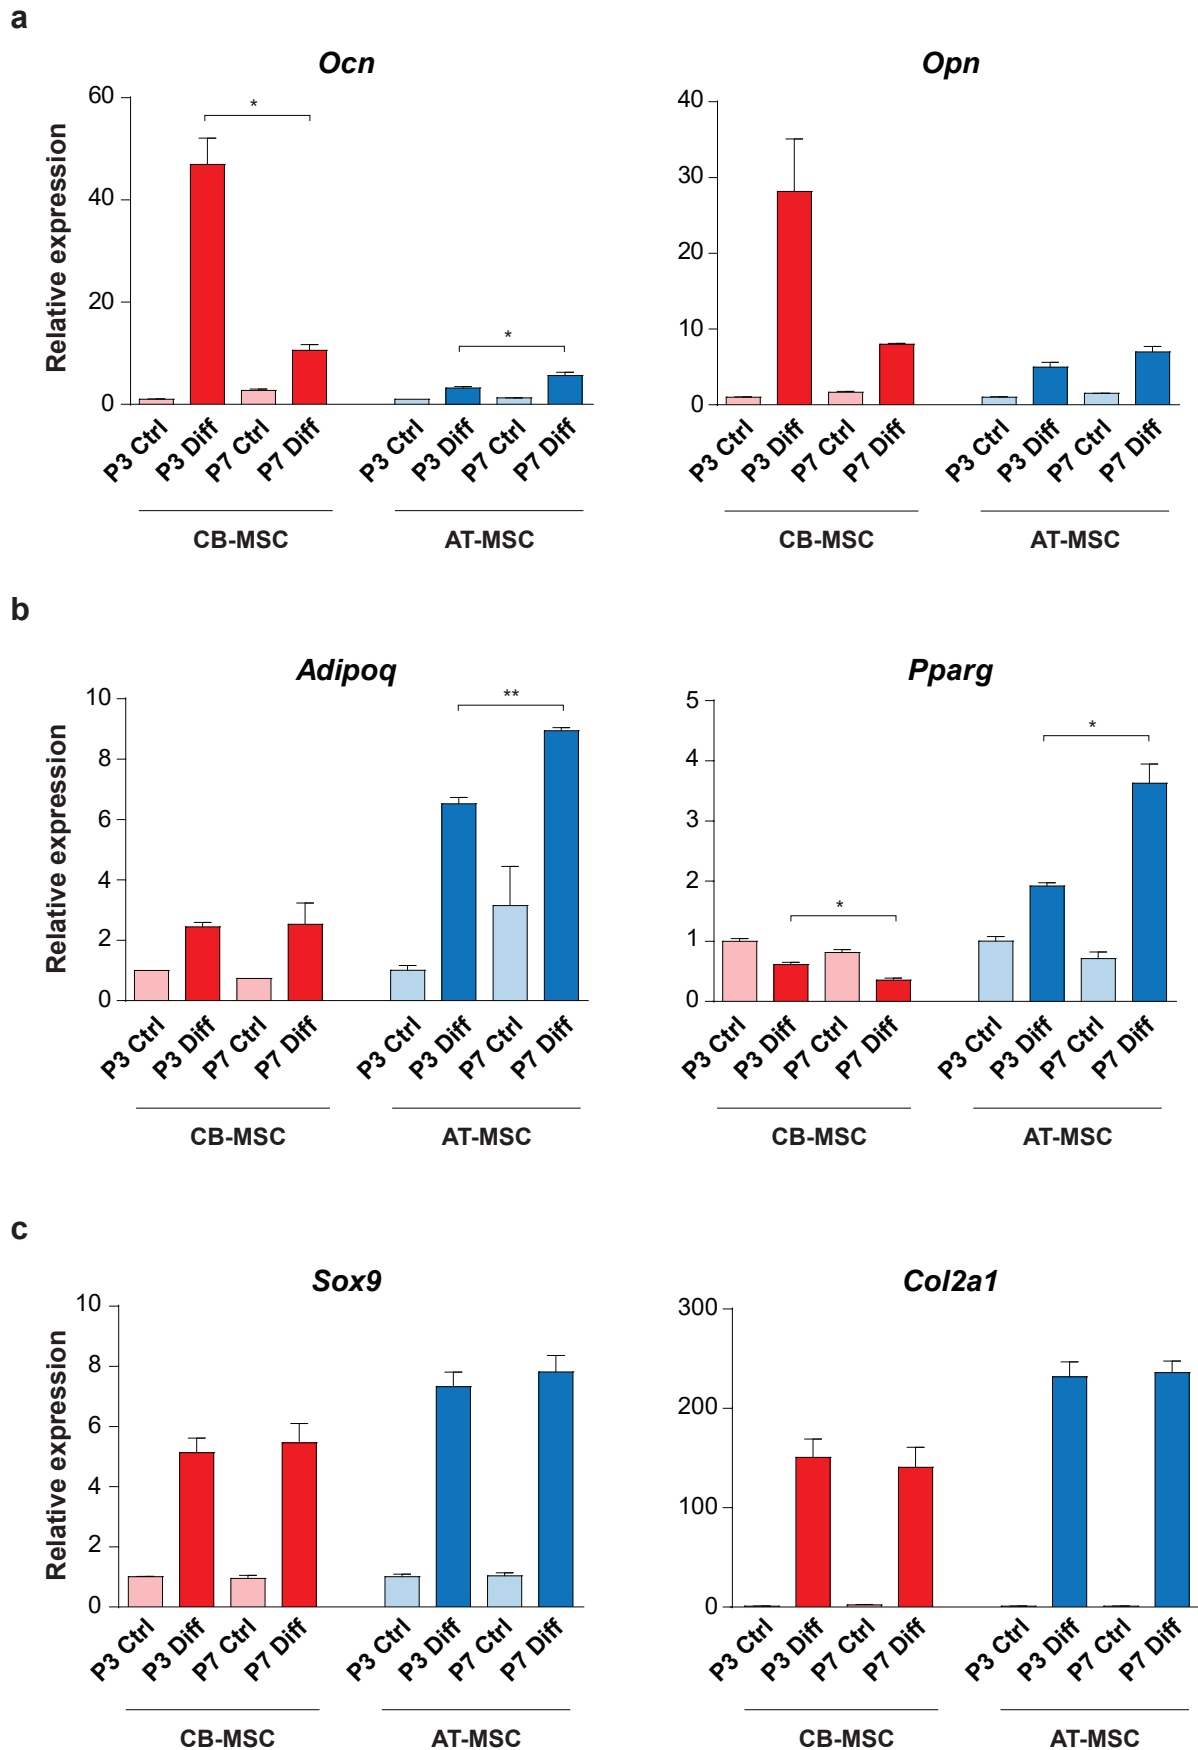 a
Ocn
Relative expression
60
40
20
0
*
*
P3 Ctrl
P3 Diff
P7 Ctrl
P7 Diff
P3 Ctrl
P3 Diff
P7 Ctrl
P7 Diff
CB-MSC
AT-MSC
Opn
40
30
20
10
0
P3 Ctrl
P3 Diff
P7 Ctrl
P7 Diff
P3 Ctrl
P3 Diff
P7 Ctrl
P7 Diff
CB-MSC
AT-MSC
b
Adipoq
Relative expression
10
8
6
4
2
0
**
P3 Ctrl
P3 Diff
P7 Ctrl
P7 Diff
P3 Ctrl
P3 Diff
P7 Ctrl
P7 Diff
CB-MSC
AT-MSC
Pparg
5
4
3
2
1
0
*
*
P3 Ctrl
P3 Diff
P7 Ctrl
P7 Diff
P3 Ctrl
P3 Diff
P7 Ctrl
P7 Diff
CB-MSC
AT-MSC
c
Sox9
Relative expression
10
8
6
4
2
0
P3 Ctrl
P3 Diff
P7 Ctrl
P7 Diff
P3 Ctrl
P3 Diff
P7 Ctrl
P7 Diff
CB-MSC
AT-MSC
Col2a1
300
200
100
0
P3 Ctrl
P3 Diff
P7 Ctrl
P7 Diff
P3 Ctrl
P3 Diff
P7 Ctrl
P7 Diff
CB-MSC
AT-MSC